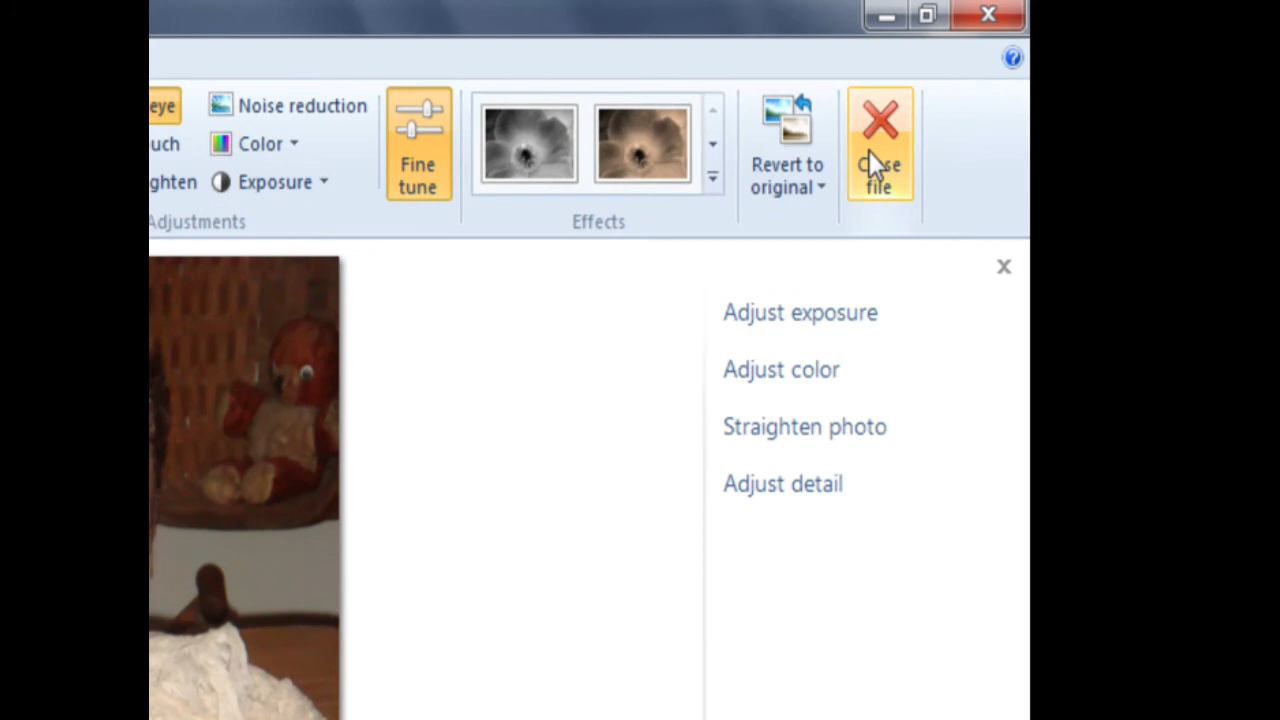 eye
Noise reduction
Fine tune
Revert to original
Close file
uch
Color
ghten
Exposure
Adjustments
Effects
x
Adjust exposure
Adjust color
Straighten photo
Adjust detail